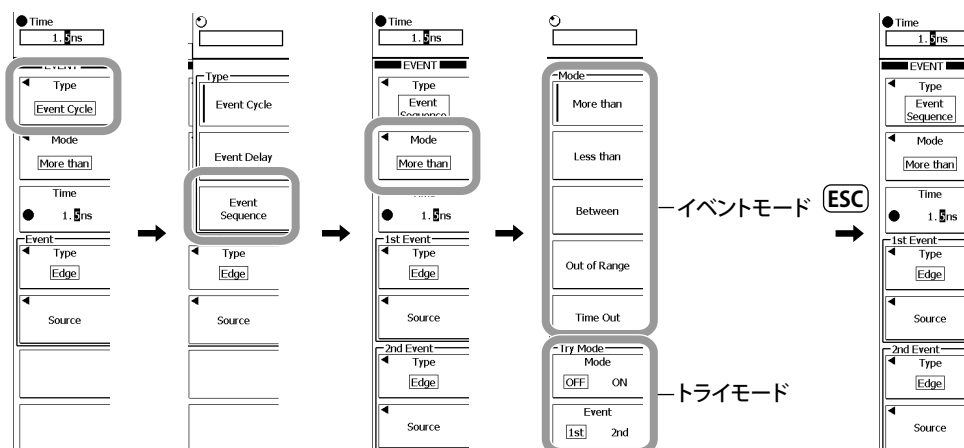 Time
1.5ns
EVENT
Type
Event Cycle
Mode
More than
Time
1.5ns
Event
Type
Edge
Source
Type
Event Cycle
Event Delay
Event
Sequence
Type
Edge
Source
Time
1.5ns
EVENT
Type
Event
Sequence
Mode
More than
Time
1.5ns
1st Event
Type
Edge
Source
2nd Event
Type
Edge
Source
Mode
More than
Less than
Between
Out of Range
Time Out
イベントモード
Try Mode
Mode
OFF ON
Event
1st 2nd
トライモード
ESC
Time
1.5ns
EVENT
Type
Event
Sequence
Mode
More than
Time
1.5ns
1st Event
Type
Edge
Source
2nd Event
Type
Edge
Source